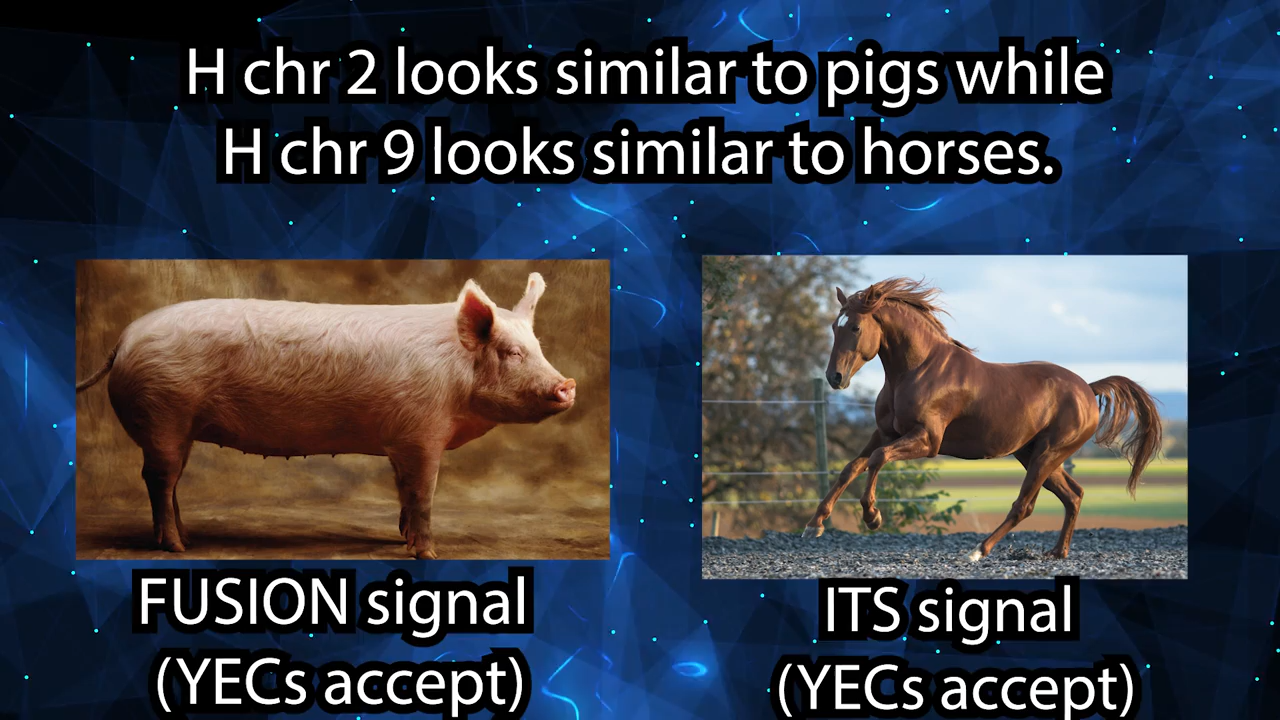 H chr 2 looks similar to pigs while
H chr 9 looks similar to horses.
FUSION signal
(YECs accept)
ITS signal
(YECs accept)